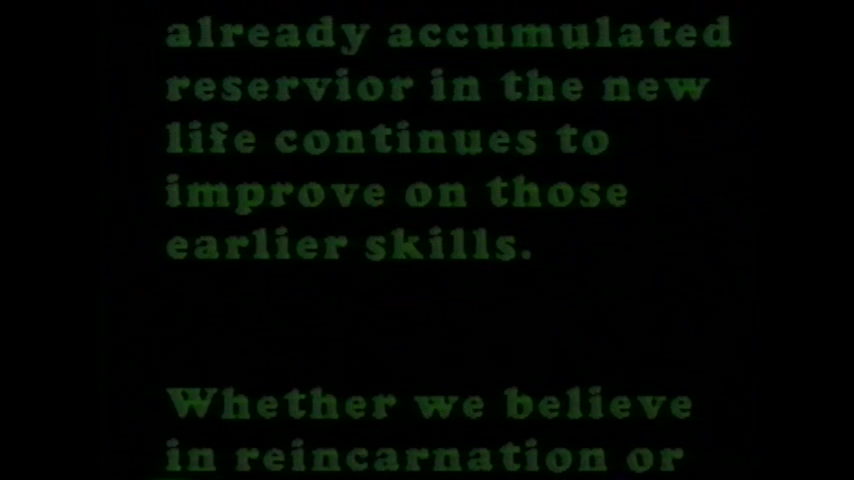 already accumulated
reservior in the new
life continues to
improve on those
earlier skills.
Whether we believe
in reincarnation or